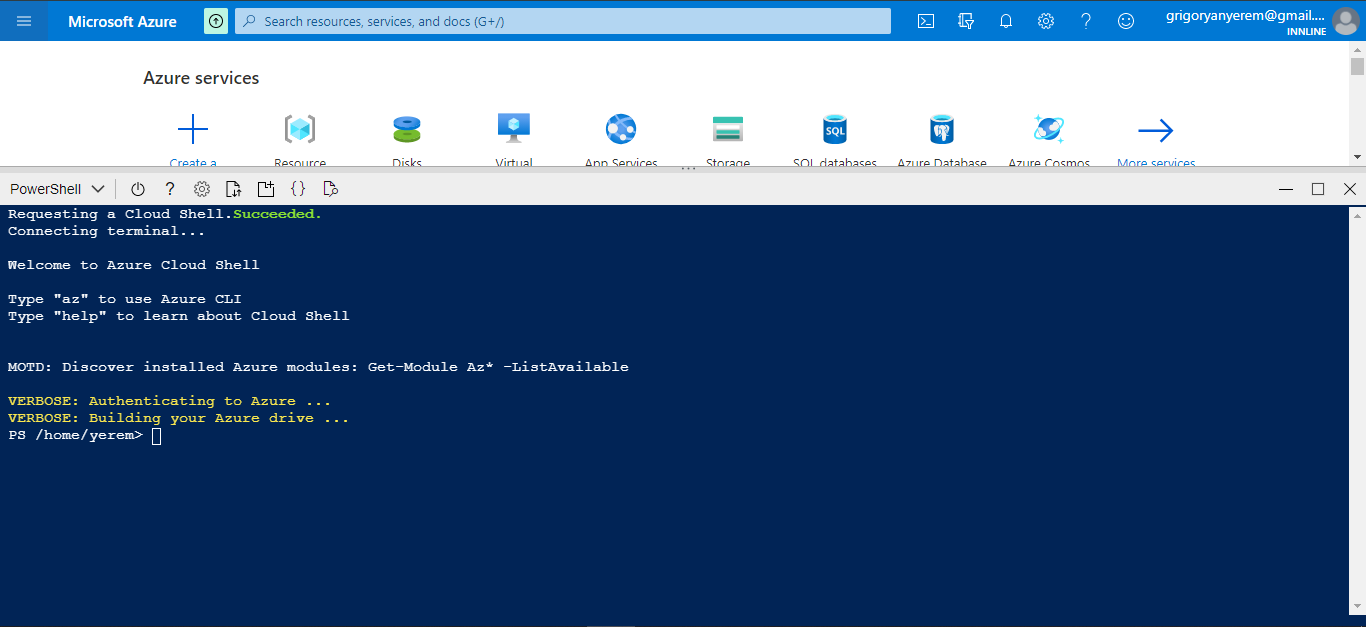 Microsoft Azure
Search resources, services, and docs (G+/)
grigoryanyerem@gmail....
INNLINE
Azure services
Create a
Resource
Disks
Virtual
App Services
Storage
SQL
SQL databases
Azure Database
Azure Cosmos
More services
PowerShell
Requesting a Cloud Shell.Succeeded.
Connecting terminal...
Welcome to Azure Cloud Shell
Type "az" to use Azure CLI
Type "help" to learn about Cloud Shell
MOTD: Discover installed Azure modules: Get-Module Az* -ListAvailable
VERBOSE: Authenticating to Azure ...
VERBOSE: Building your Azure drive ...
PS /home/yerem>